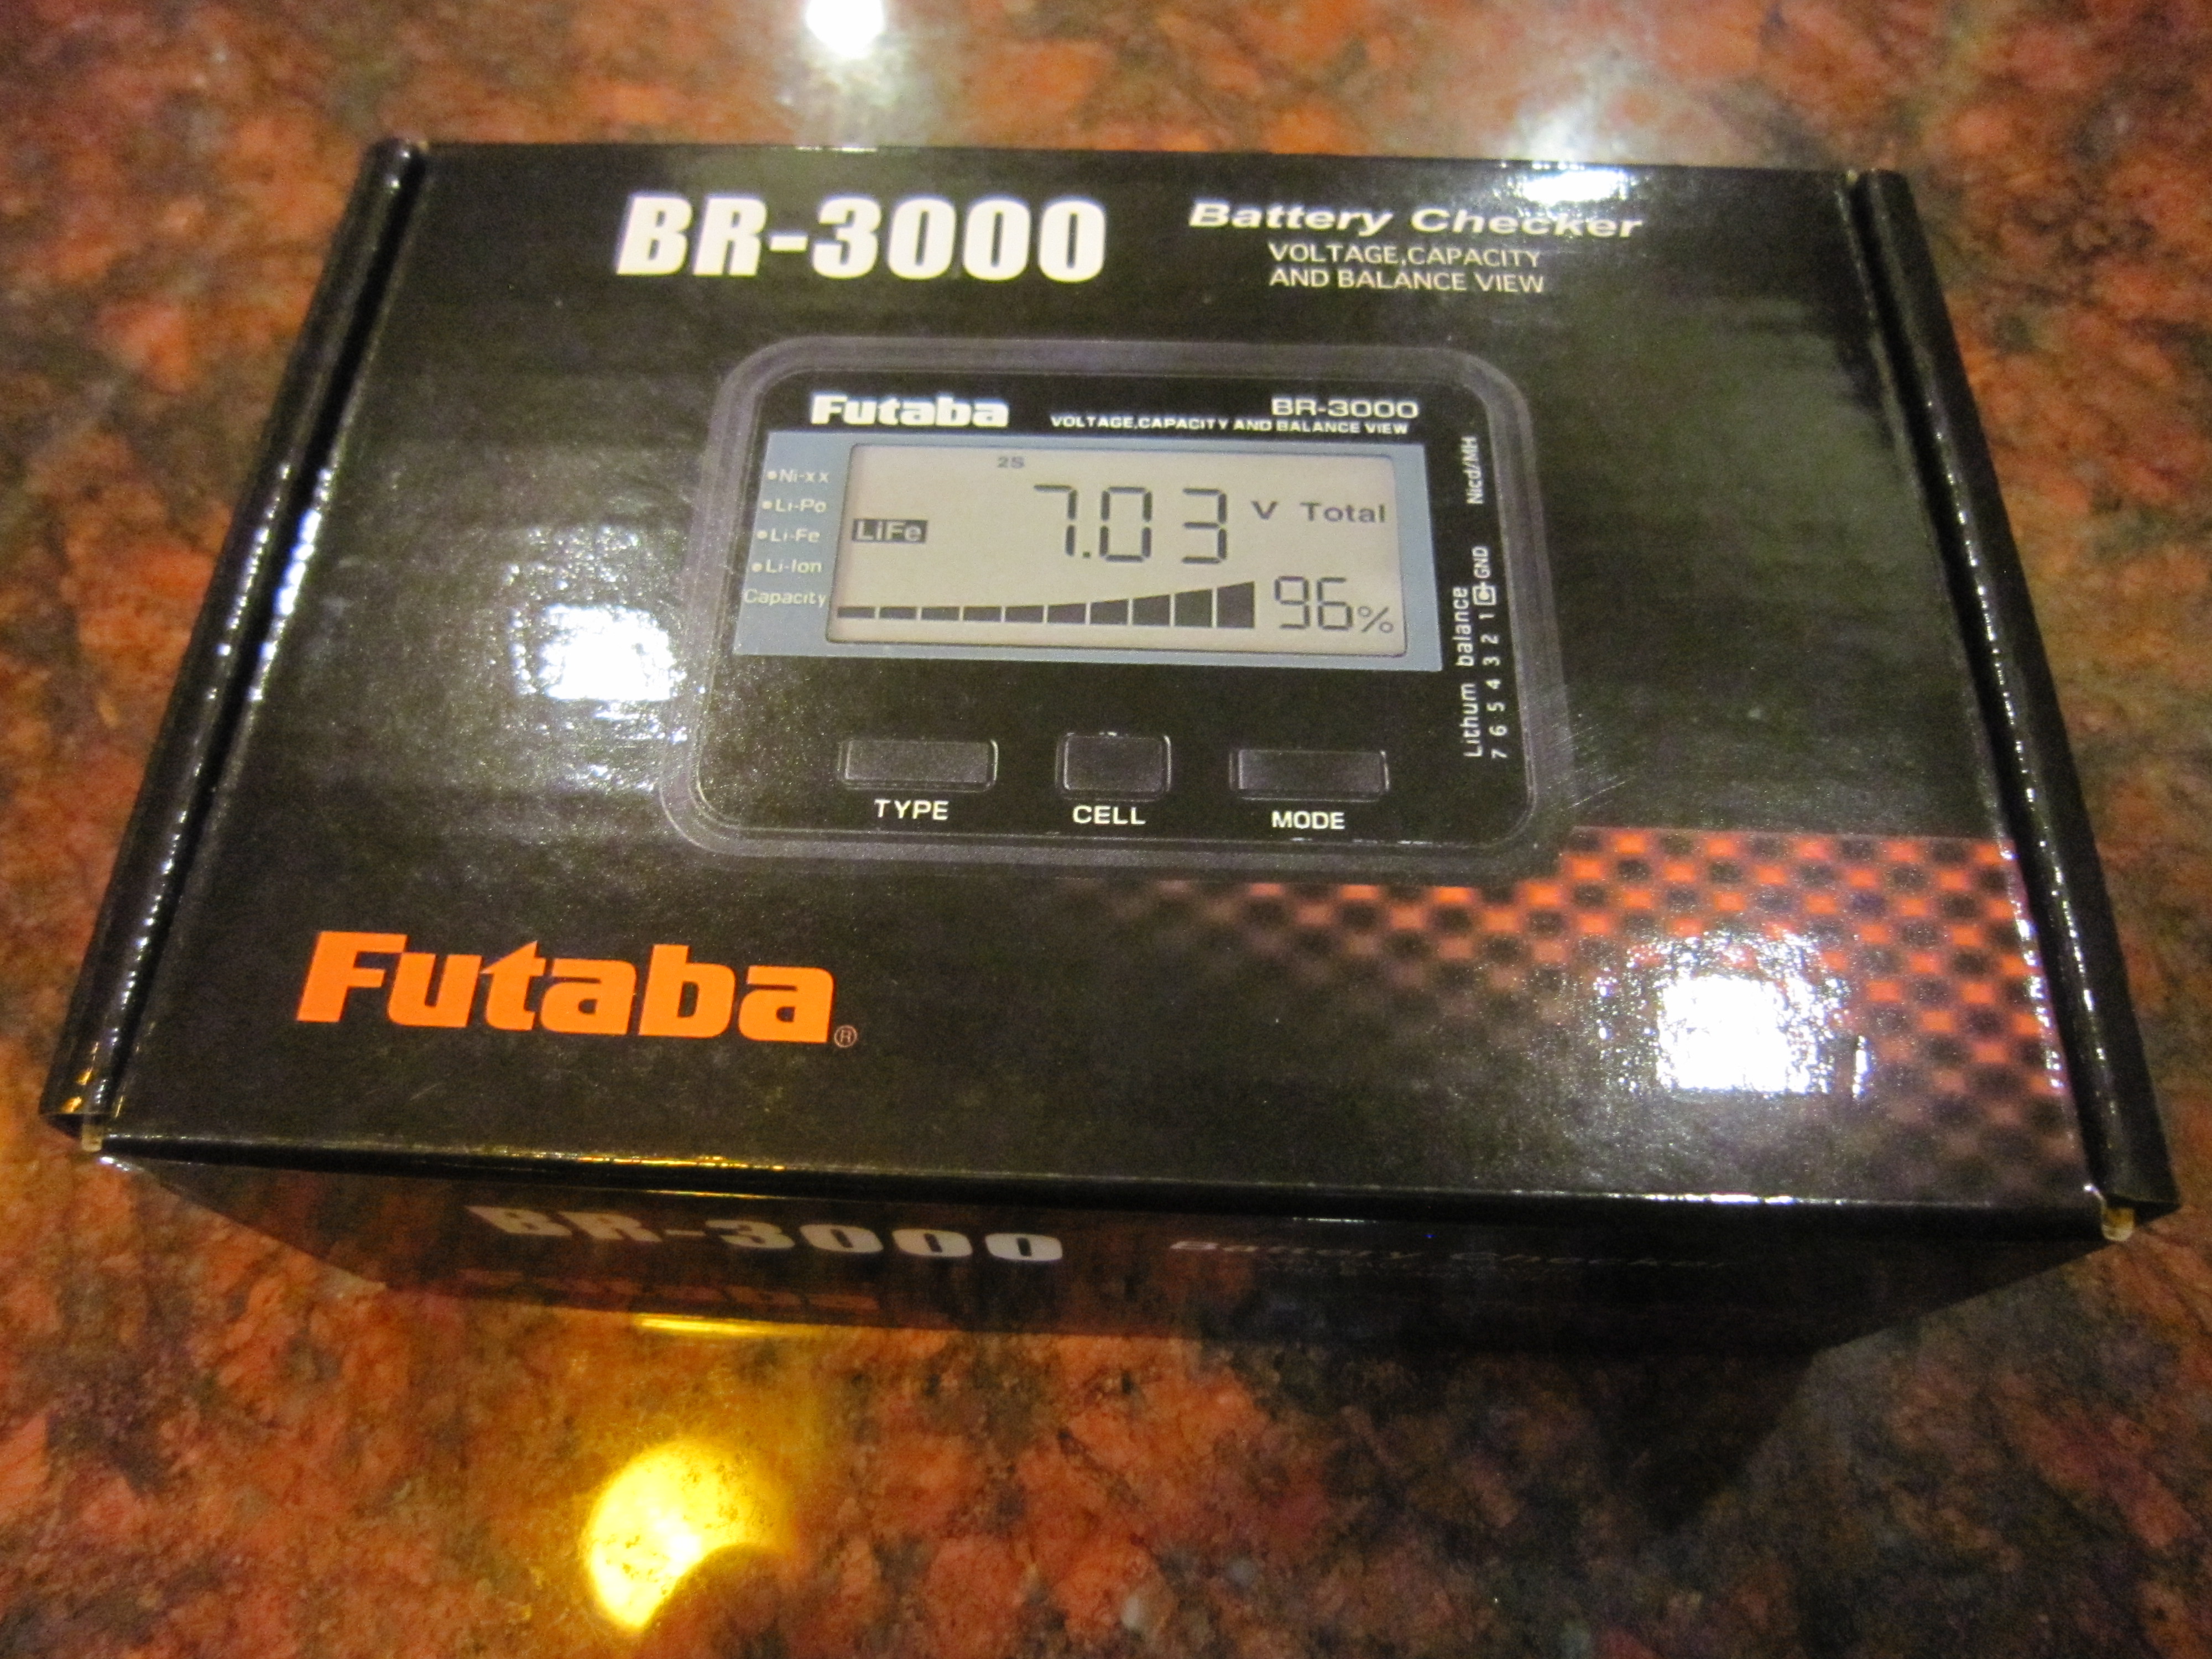 BR-3000
Battery Checker
VOLTAGE,CAPACITY
AND BALANCE VIEW
Futaba
BR-3000
VOLTAGE,CAPACITY AND BALANCE VIEW
Ni-xx
Li-Po
Li-Fe
Li-Ion
Capacity
2S
LiFe
7.03 V Total
96%
Nicd/MH
GND
Lithum balance
7 6 5 4 3 2 1
TYPE
CELL
MODE
Futaba®
BR-3000
Battery Checker